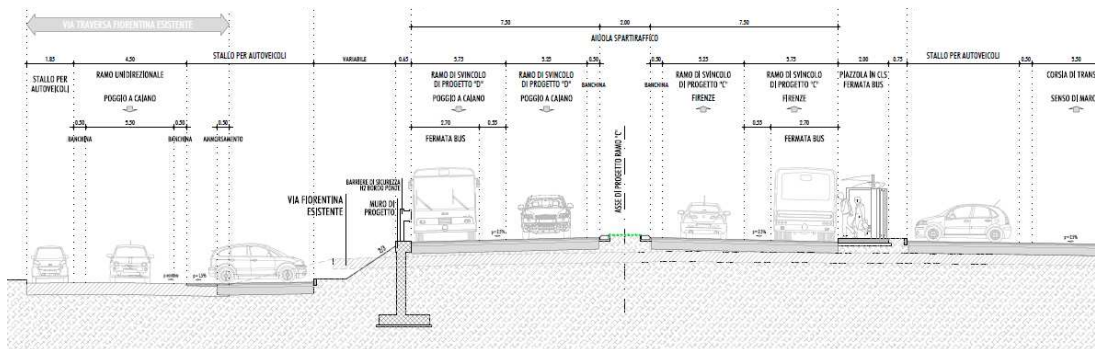 7.50 2.00 7.50
VIA TRAVERSA FIORENTINA ESISTENTE
AIUOLA SPARTITRAFFICO
STALLO PER AUTOVEICOLI
STALLO PER AUTOVEICOLI
1.85 4.50 VARIABILE 0.65 5.75 5.25 0.50 0.50 5.25 5.75 2.00 0.75 0.50 5.50
STALLO PER
AUTOVEICOLI
RAMO UNIDIREZIONALE
POGGIO A CAIANO
RAMO DI SVINCOLO
DI PROGETTO "D"
POGGIO A CAIANO
RAMO DI SVINCOLO
DI PROGETTO "D"
POGGIO A CAIANO
BANCHINA
BANCHINA
RAMO DI SVINCOLO
DI PROGETTO "C"
FIRENZE
RAMO DI SVINCOLO
DI PROGETTO "C"
FIRENZE
PIAZZOLA IN CLS
FERMATA BUS
CORSIA DI TRANS
SENSO DI MARC
0.50 3.50 0.50 0.50
BANCHINA BANCHINA AMMORSAMENTO
2.70 0.55
FERMATA BUS
0.55 2.70
FERMATA BUS
VIA FIORENTINA
ESISTENTE
BARRIERE DI SICUREZZA
H2 BORDO PONTE
MURO DI
PROGETTO
ASSE DI PROGETTO RAMO "C"